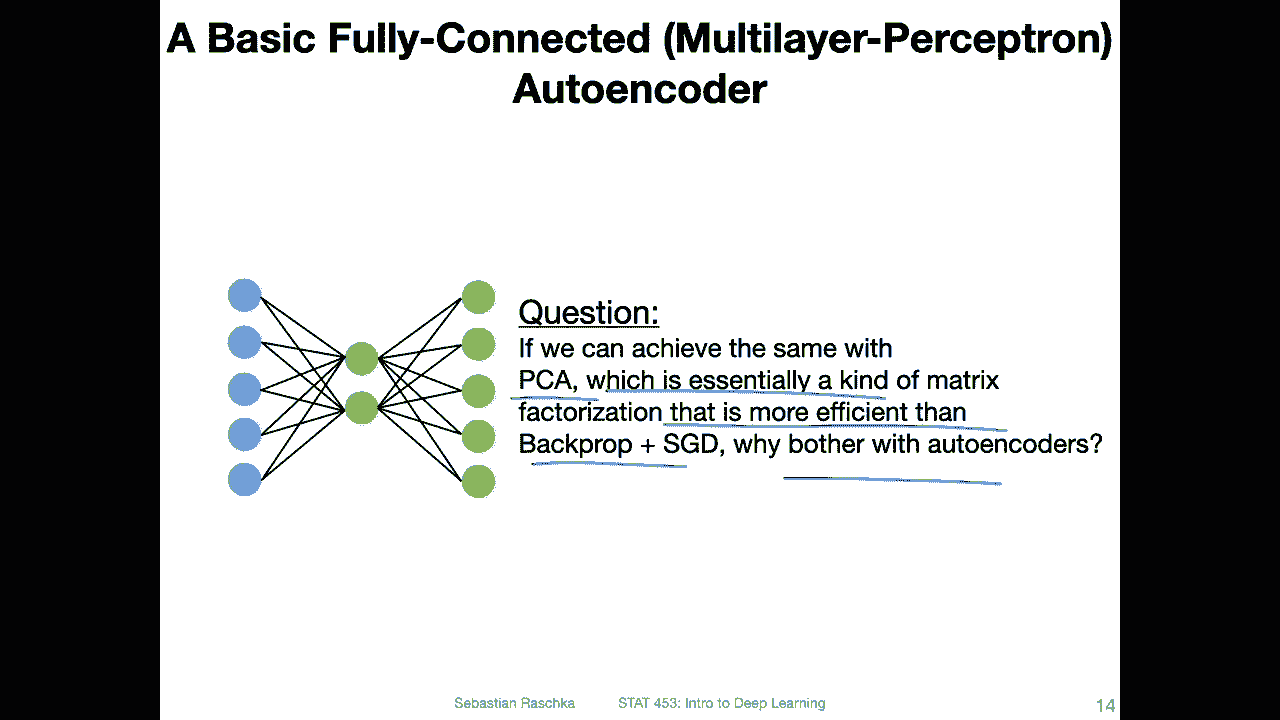 A Basic Fully-Connected (Multilayer-Perceptron)
Autoencoder
Question:
If we can achieve the same with
PCA, which is essentially a kind of matrix
factorization that is more efficient than
Backprop + SGD, why bother with autoencoders?
Sebastian Raschka STAT 453: Intro to Deep Learning 14